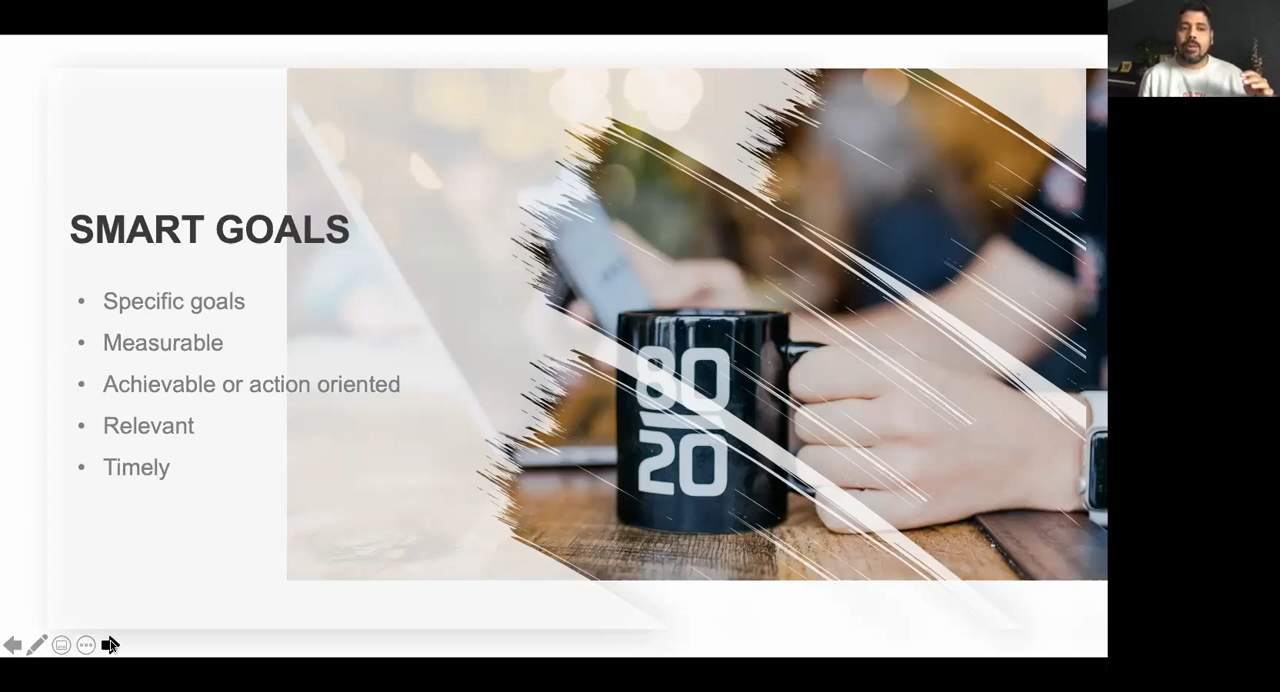 SMART GOALS
• Specific goals
• Measurable
• Achievable or action oriented
• Relevant
• Timely
80
20